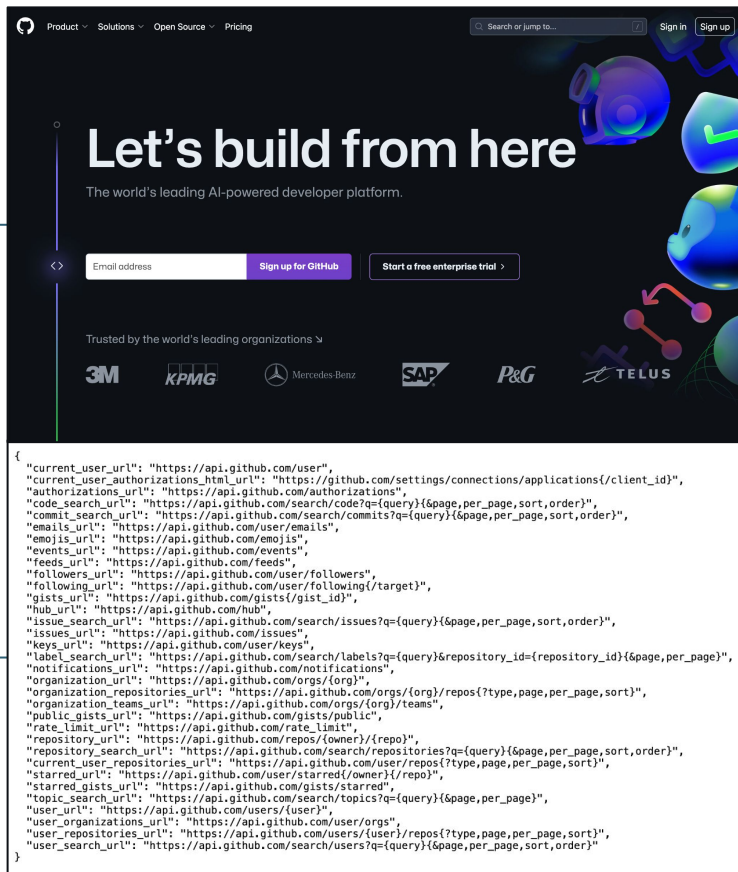 Product Solutions Open Source Pricing Search or jump to... / Sign in Sign up
Let's build from here
The world's leading AI-powered developer platform.
Email address Sign up for GitHub Start a free enterprise trial >
Trusted by the world's leading organizations ↘
3M KPMG Mercedes-Benz SAP P&G TELUS
{
"current_user_url": "https://api.github.com/user",
"current_user_authorizations_html_url": "https://github.com/settings/connections/applications{/client_id}",
"authorizations_url": "https://api.github.com/authorizations",
"code_search_url": "https://api.github.com/search/code?q={query}{&page,per_page,sort,order}",
"commit_search_url": "https://api.github.com/search/commits?q={query}{&page,per_page,sort,order}",
"emails_url": "https://api.github.com/user/emails",
"emojis_url": "https://api.github.com/emojis",
"events_url": "https://api.github.com/events",
"feeds_url": "https://api.github.com/feeds",
"followers_url": "https://api.github.com/user/followers",
"following_url": "https://api.github.com/user/following{/target}",
"gists_url": "https://api.github.com/gists{/gist_id}",
"hub_url": "https://api.github.com/hub",
"issue_search_url": "https://api.github.com/search/issues?q={query}{&page,per_page,sort,order}",
"issues_url": "https://api.github.com/issues",
"keys_url": "https://api.github.com/user/keys",
"label_search_url": "https://api.github.com/search/labels?q={query}&repository_id={repository_id}{&page,per_page}",
"notifications_url": "https://api.github.com/notifications",
"organization_url": "https://api.github.com/orgs/{org}",
"organization_repositories_url": "https://api.github.com/orgs/{org}/repos{?type,page,per_page,sort}",
"organization_teams_url": "https://api.github.com/orgs/{org}/teams",
"public_gists_url": "https://api.github.com/gists/public",
"rate_limit_url": "https://api.github.com/rate_limit",
"repository_url": "https://api.github.com/repos/{owner}/{repo}",
"repository_search_url": "https://api.github.com/search/repositories?q={query}{&page,per_page,sort,order}",
"current_user_repositories_url": "https://api.github.com/user/repos{?type,page,per_page,sort}",
"starred_url": "https://api.github.com/user/starred{/owner}{/repo}",
"starred_gists_url": "https://api.github.com/gists/starred",
"topic_search_url": "https://api.github.com/search/topics?q={query}{&page,per_page}",
"user_url": "https://api.github.com/users/{user}",
"user_organizations_url": "https://api.github.com/user/orgs",
"user_repositories_url": "https://api.github.com/users/{user}/repos{?type,page,per_page,sort}",
"user_search_url": "https://api.github.com/search/users?q={query}{&page,per_page,sort,order}"
}